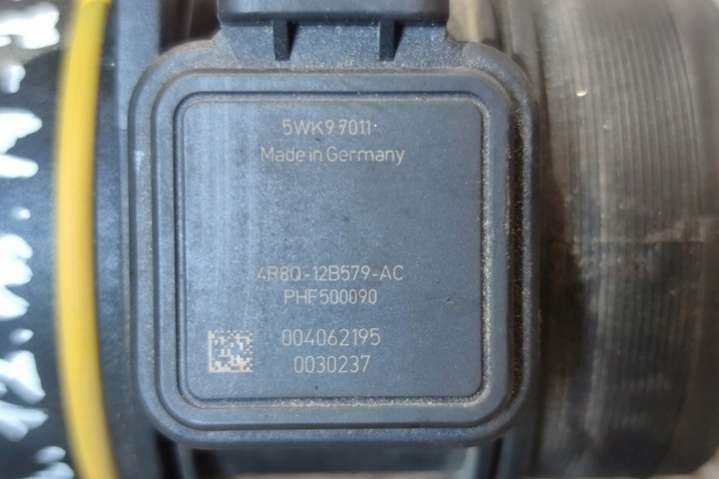 5WK97011
Made in Germany
4R8Q-12B579-AC
PHF500090
004062195
0030237